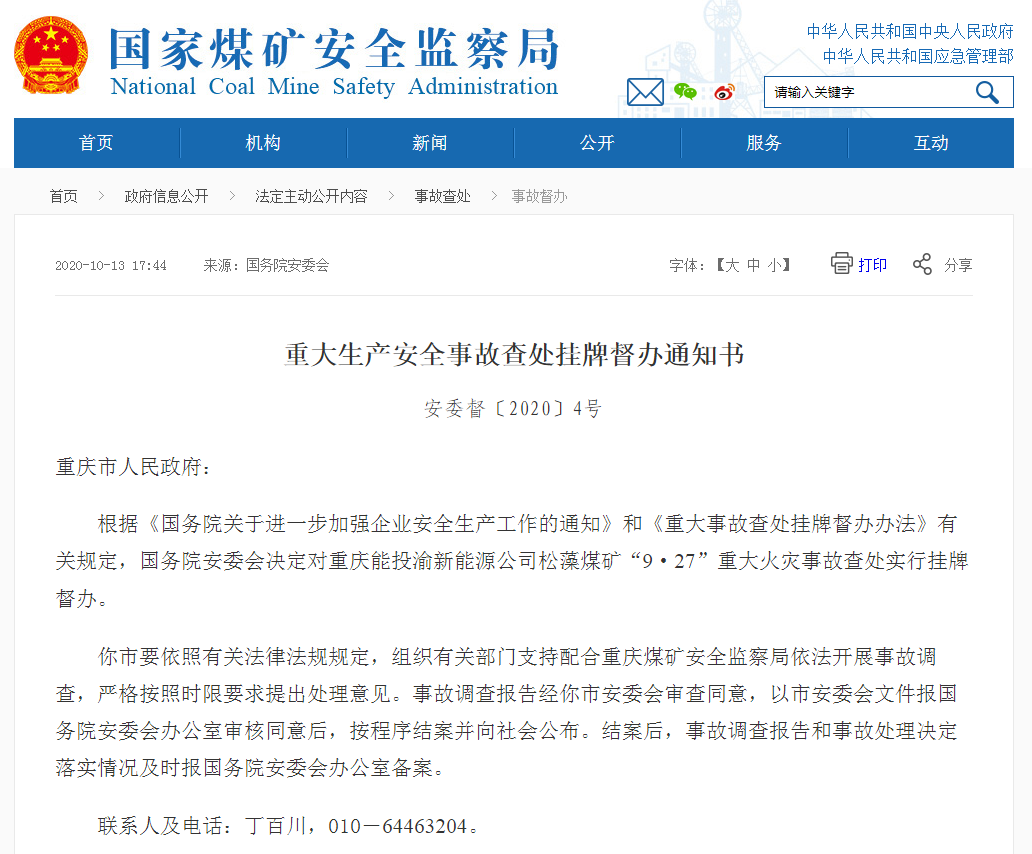 国家煤矿安全监察局
National Coal Mine Safety Administration
中华人民共和国中央人民政府
中华人民共和国应急管理部
请输入关键字
首页 机构 新闻 公开 服务 互动
首页 > 政府信息公开 > 法定主动公开内容 > 事故查处 > 事故督办
2020-10-13 17:44 来源：国务院安委会 字体：【大 中 小】 打印 分享
重大生产安全事故查处挂牌督办通知书
安委督〔2020〕4号
重庆市人民政府：
根据《国务院关于进一步加强企业安全生产工作的通知》和《重大事故查处挂牌督办办法》有
关规定，国务院安委会决定对重庆能投渝新能源公司松藻煤矿“9·27”重大火灾事故查处实行挂牌
督办。
你市要依照有关法律法规规定，组织有关部门支持配合重庆煤矿安全监察局依法开展事故调
查，严格按照时限要求提出处理意见。事故调查报告经你市安委会审查同意，以市安委会文件报国
务院安委会办公室审核同意后，按程序结案并向社会公布。结案后，事故调查报告和事故处理决定
落实情况及时报国务院安委会办公室备案。
联系人及电话：丁百川，010－64463204。